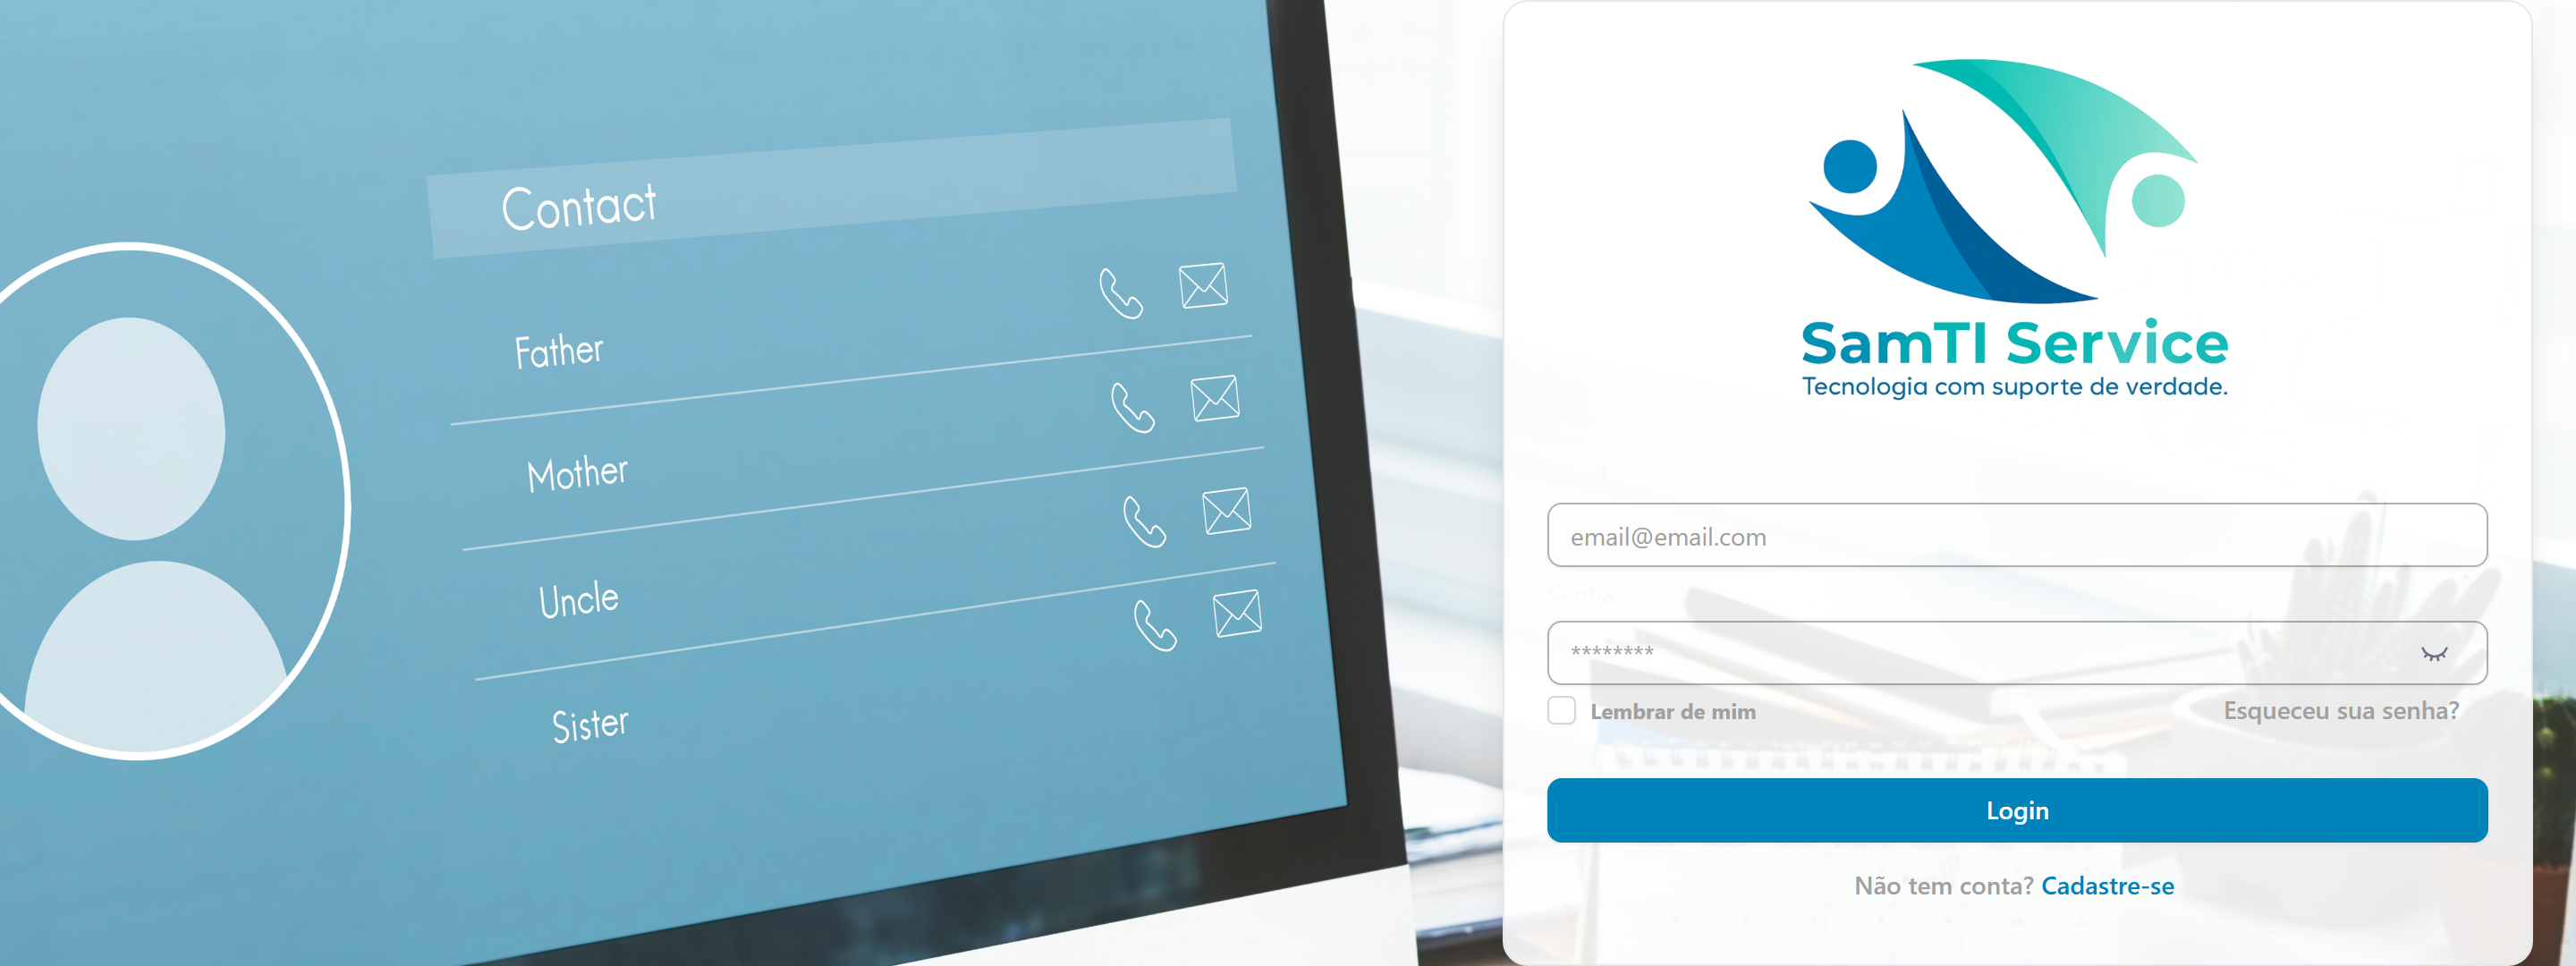 Contact
Father
Mother
Uncle
Sister
SamTI Service
Tecnologia com suporte de verdade.
Email
email@email.com
Senha
********
Lembrar de mim
Esqueceu sua senha?
Login
Não tem conta? Cadastre-se